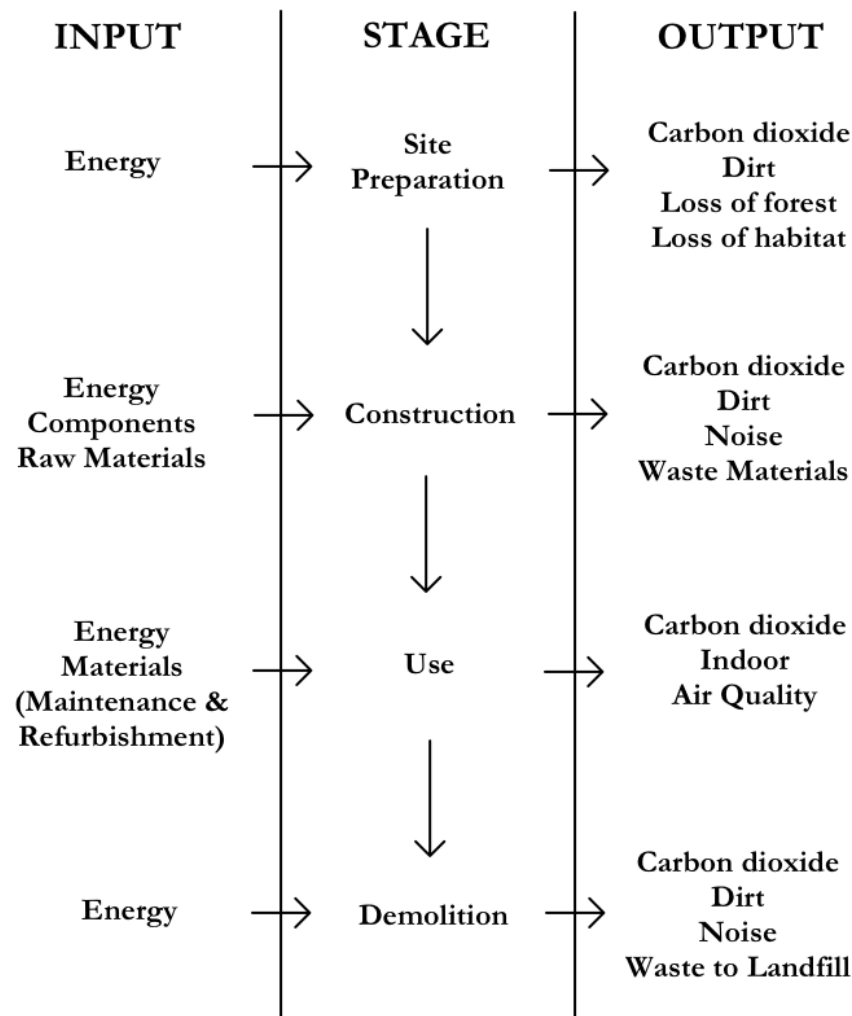 INPUT
STAGE
OUTPUT
Energy
Site
Preparation
Carbon dioxide
Dirt
Loss of forest
Loss of habitat
Energy
Components
Raw Materials
Construction
Carbon dioxide
Dirt
Noise
Waste Materials
Energy
Materials
(Maintenance &
Refurbishment)
Use
Carbon dioxide
Indoor
Air Quality
Energy
Demolition
Carbon dioxide
Dirt
Noise
Waste to Landfill